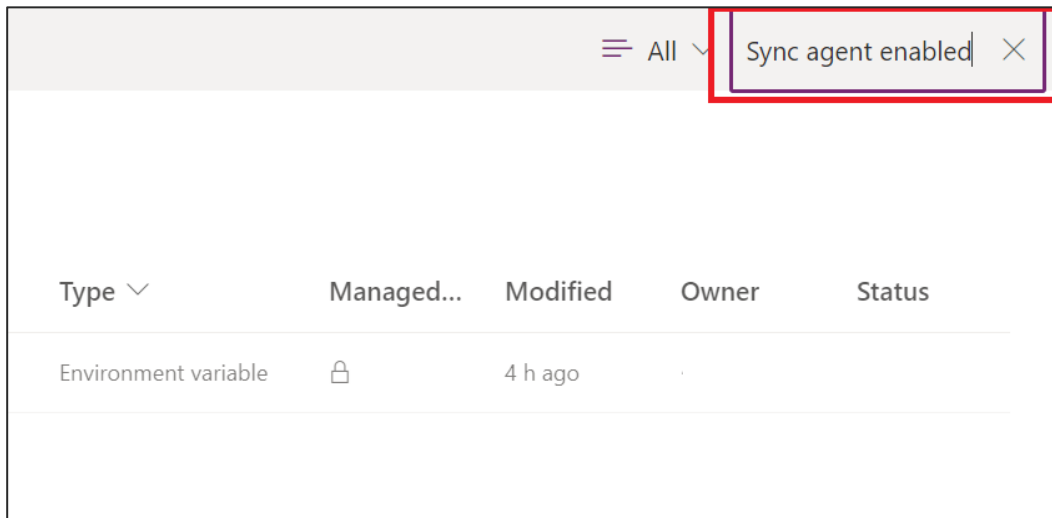 All Sync agent enabled
Type Managed... Modified Owner Status
Environment variable 4 h ago